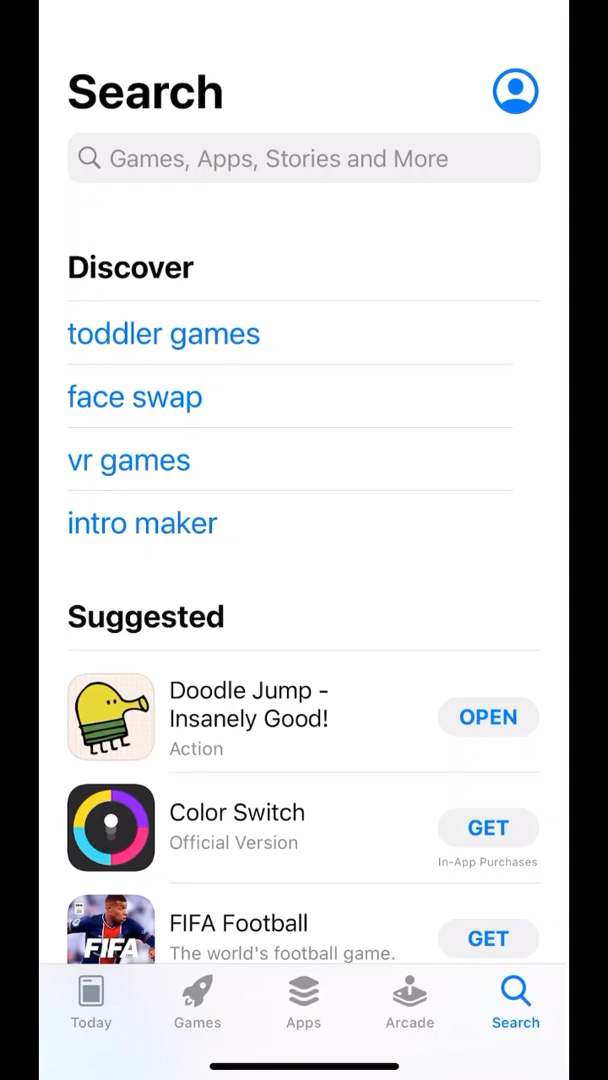 Search
Games, Apps, Stories and More
Discover
toddler games
face swap
vr games
intro maker
Suggested
Doodle Jump -
Insanely Good!
Action
OPEN
Color Switch
Official Version
GET
In-App Purchases
FIFA Football
The world's football game.
GET
FIFA
Today
Games
Apps
Arcade
Search